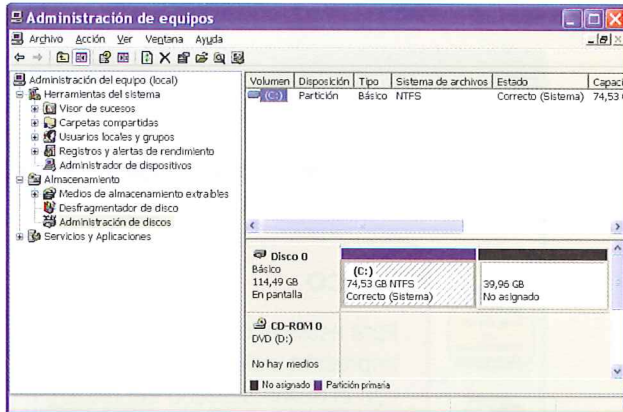 Administración de equipos
Archivo Acción Ver Ventana Ayuda
Administración del equipo (local)
Herramientas del sistema
Visor de sucesos
Carpetas compartidas
Usuarios locales y grupos
Registros y alertas de rendimiento
Administrador de dispositivos
Almacenamiento
Medios de almacenamiento extraíbles
Desfragmentador de disco
Administración de discos
Servicios y Aplicaciones
Volumen Disposición Tipo Sistema de archivos Estado Capaci
(C:) Partición Básico NTFS Correcto (Sistema) 74,53
Disco 0
Básico
114,49 GB
En pantalla
(C:)
74,53 GB NTFS
Correcto (Sistema)
39,96 GB
No asignado
CD-ROM 0
DVD (D:)
No hay medios
No asignado Partición primaria